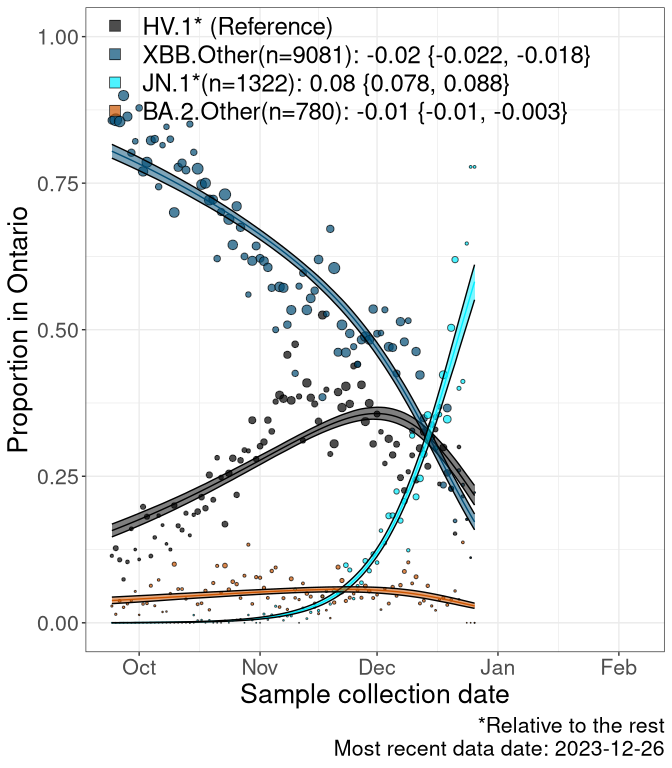 HV.1* (Reference)
XBB.Other(n=9081): -0.02 {-0.022, -0.018}
JN.1*(n=1322): 0.08 {0.078, 0.088}
BA.2.Other(n=780): -0.01 {-0.01, -0.003}
1.00
0.75
0.50
0.25
0.00
Proportion in Ontario
Oct Nov Dec Jan Feb
Sample collection date
*Relative to the rest
Most recent data date: 2023-12-26